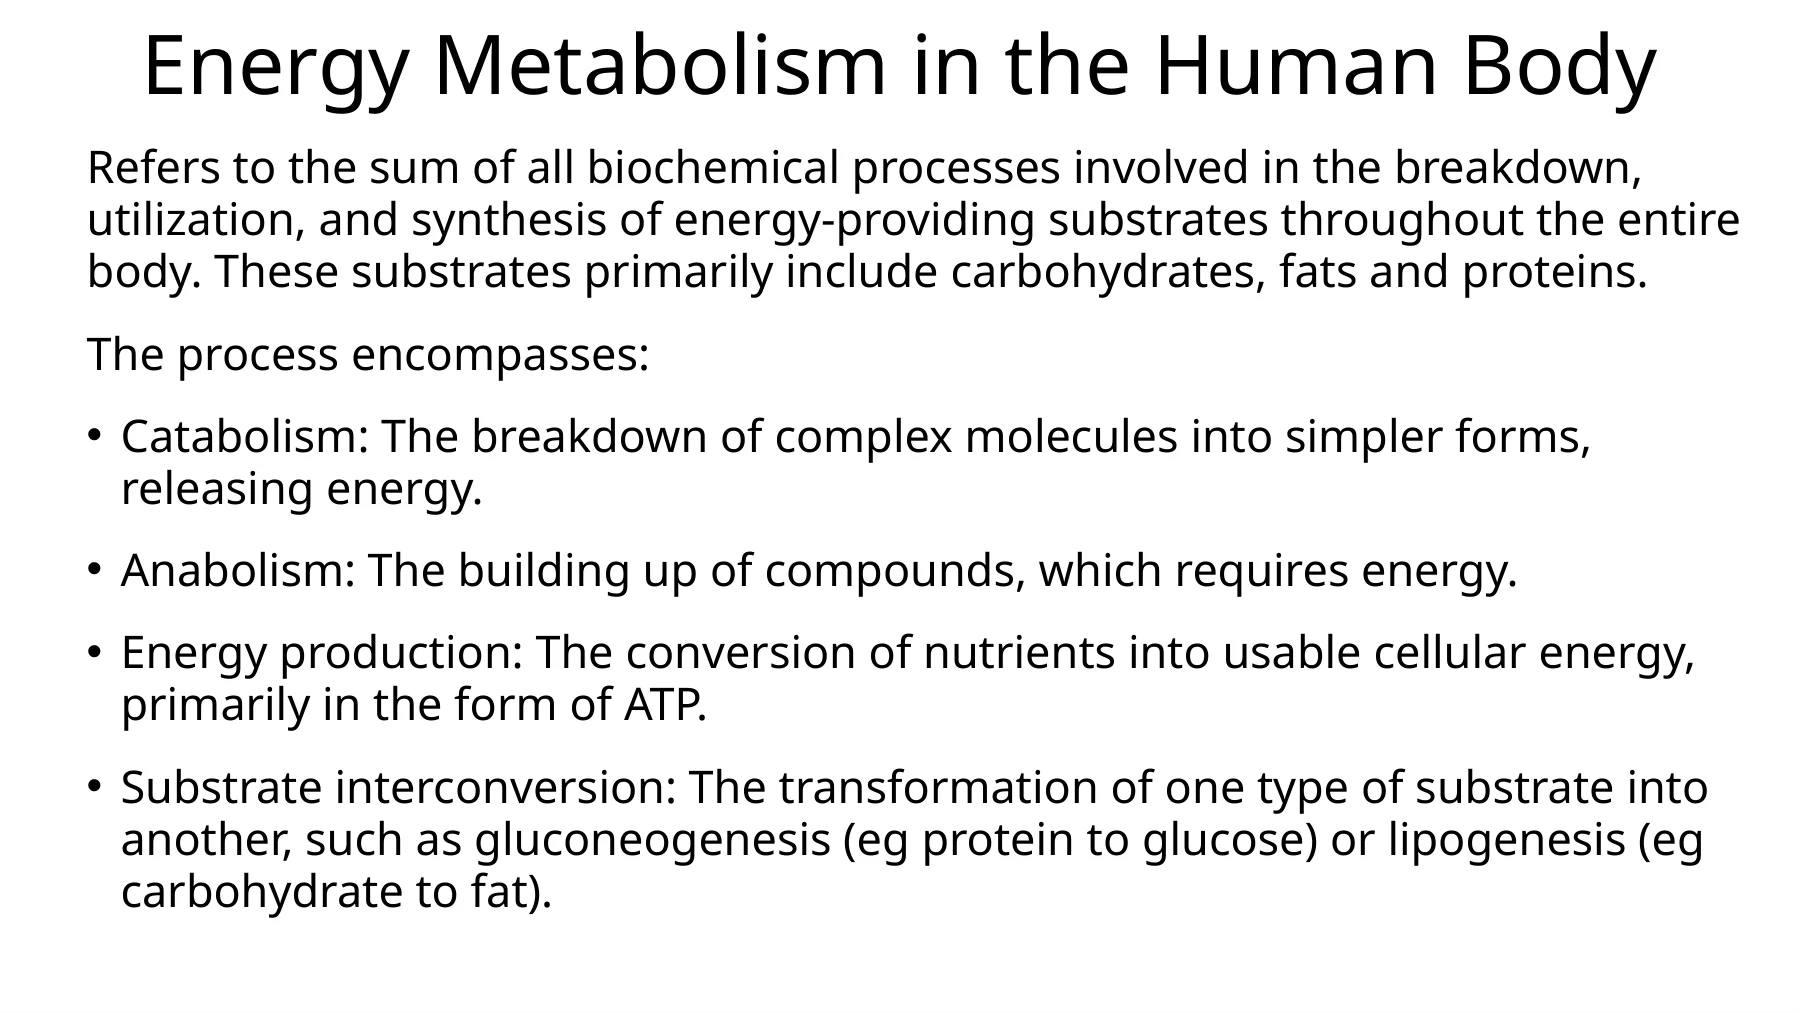 Energy Metabolism in the Human Body
Refers to the sum of all biochemical processes involved in the breakdown,
utilization, and synthesis of energy-providing substrates throughout the entire
body. These substrates primarily include carbohydrates, fats and proteins.
The process encompasses:
• Catabolism: The breakdown of complex molecules into simpler forms,
releasing energy.
• Anabolism: The building up of compounds, which requires energy.
• Energy production: The conversion of nutrients into usable cellular energy,
primarily in the form of ATP.
• Substrate interconversion: The transformation of one type of substrate into
another, such as gluconeogenesis (eg protein to glucose) or lipogenesis (eg
carbohydrate to fat).